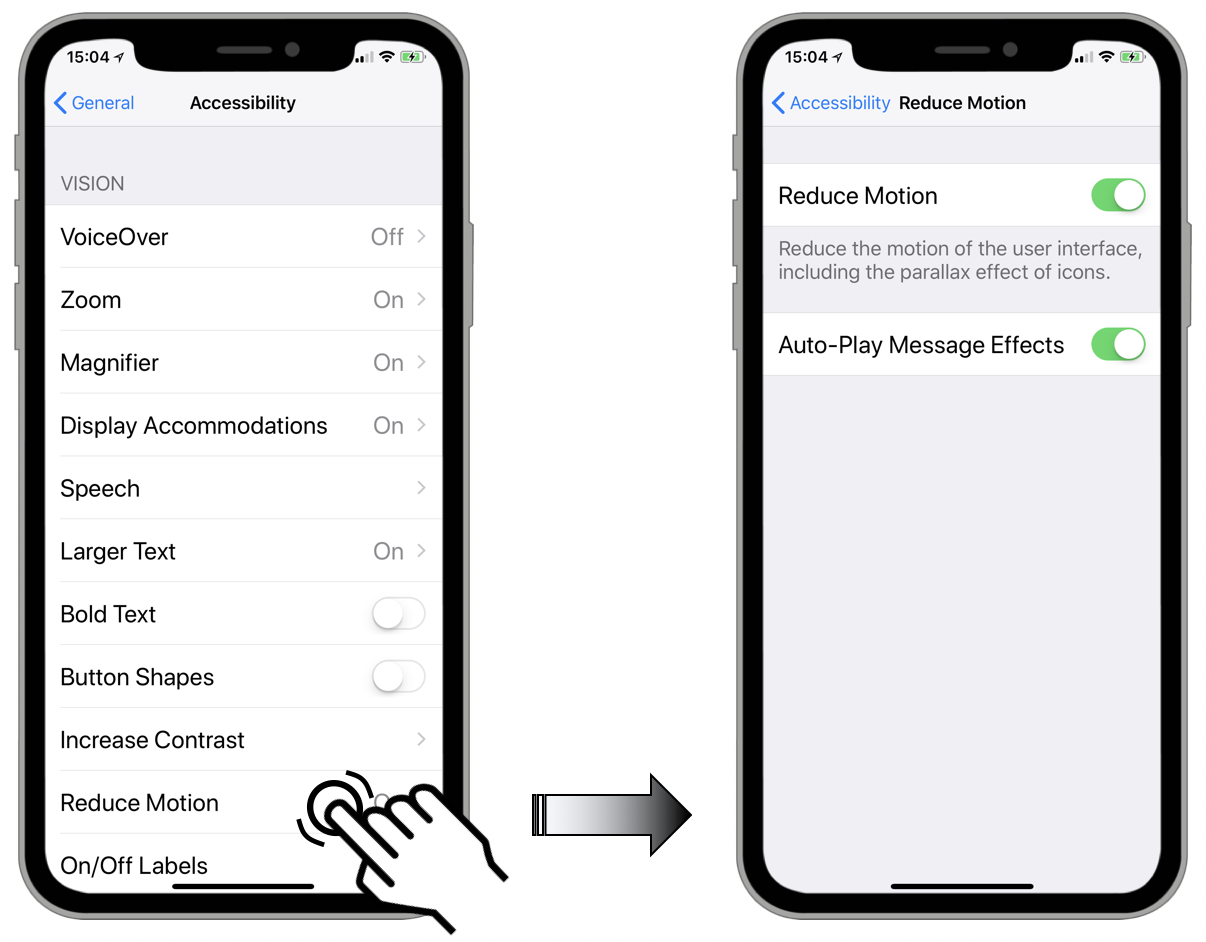 15:04
General Accessibility
VISION
VoiceOver Off
Zoom On
Magnifier On
Display Accommodations On
Speech
Larger Text On
Bold Text
Button Shapes
Increase Contrast
Reduce Motion
On/Off Labels
15:04
Accessibility Reduce Motion
Reduce Motion
Reduce the motion of the user interface,
including the parallax effect of icons.
Auto-Play Message Effects